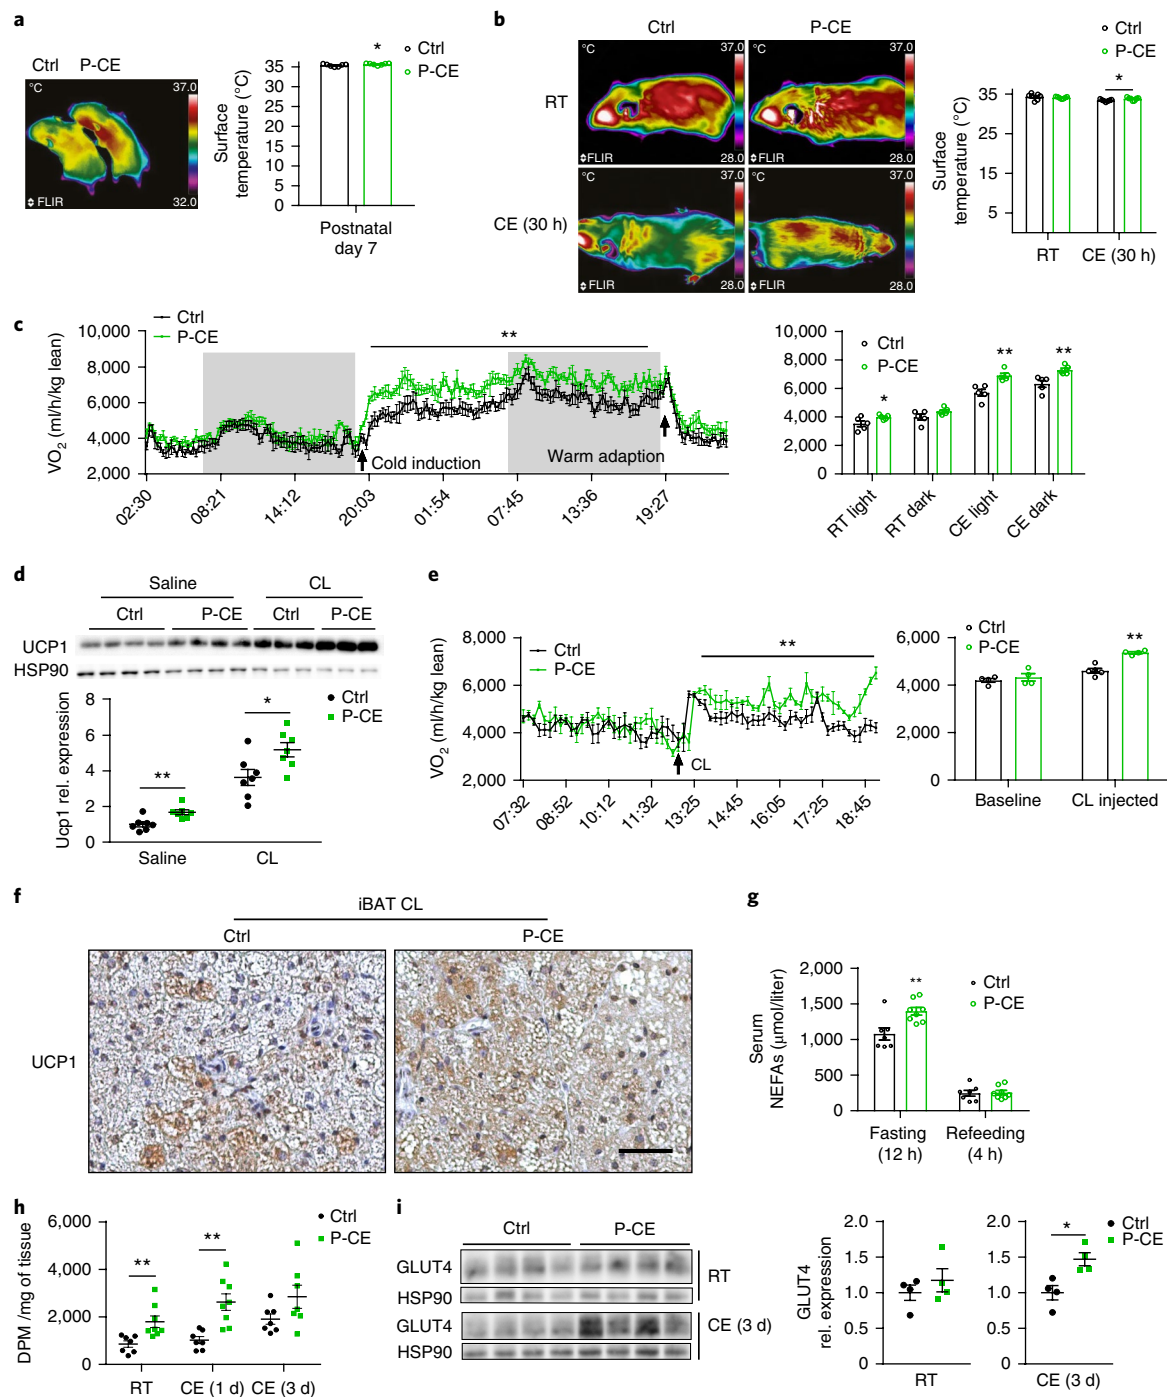 a
Ctrl P-CE
°C
37.0
FLIR
32.0
Surface temperature (°C)
35
30
25
20
15
10
5
0
*
Ctrl
P-CE
Postnatal
day 7
b
Ctrl
P-CE
RT
CE (30 h)
°C
37.0
FLIR
28.0
°C
37.0
FLIR
28.0
°C
37.0
FLIR
28.0
°C
37.0
FLIR
28.0
Surface
temperature (°C)
35
25
15
5
*
Ctrl
P-CE
RT
CE (30 h)
c
VO2 (ml/h/kg lean)
10,000
8,000
6,000
4,000
2,000
Ctrl
P-CE
**
Cold induction
Warm adaption
02:30
08:21
14:12
20:03
01:54
07:45
13:36
19:27
10,000
8,000
6,000
4,000
2,000
0
Ctrl
P-CE
*
**
**
RT light
RT dark
CE light
CE dark
d
Saline
CL
Ctrl
P-CE
Ctrl
P-CE
UCP1
HSP90
Ucp1 rel. expression
8
6
4
2
0
**
*
Ctrl
P-CE
Saline
CL
e
VO2 (ml/h/kg lean)
8,000
6,000
4,000
2,000
Ctrl
P-CE
**
CL
07:32
08:52
10:12
11:32
13:25
14:45
16:05
17:25
18:45
6,000
4,000
2,000
0
Ctrl
P-CE
**
Baseline
CL injected
f
iBAT CL
Ctrl
P-CE
UCP1
g
Serum
NEFAs (μmol/liter)
2,000
1,500
1,000
500
0
**
Ctrl
P-CE
Fasting
(12 h)
Refeeding
(4 h)
h
DPM /mg of tissue
6,000
4,000
2,000
0
**
**
Ctrl
P-CE
RT
CE (1 d)
CE (3 d)
i
Ctrl
P-CE
GLUT4
HSP90
RT
GLUT4
HSP90
CE (3 d)
GLUT4
rel. expression
2.0
1.5
1.0
0.5
0
RT
2.0
1.5
1.0
0.5
0
*
Ctrl
P-CE
CE (3 d)